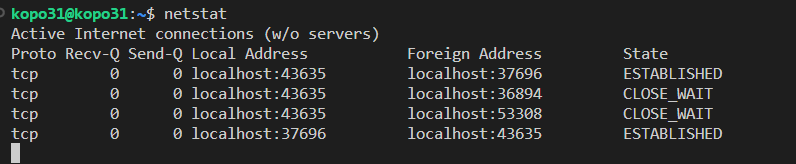 kopo31@kopo31:~$ netstat
Active Internet connections (w/o servers)
Proto Recv-Q Send-Q Local Address           Foreign Address         State
tcp        0      0 localhost:43635         localhost:37696         ESTABLISHED
tcp        0      0 localhost:43635         localhost:36894         CLOSE_WAIT
tcp        0      0 localhost:43635         localhost:53308         CLOSE_WAIT
tcp        0      0 localhost:37696         localhost:43635         ESTABLISHED